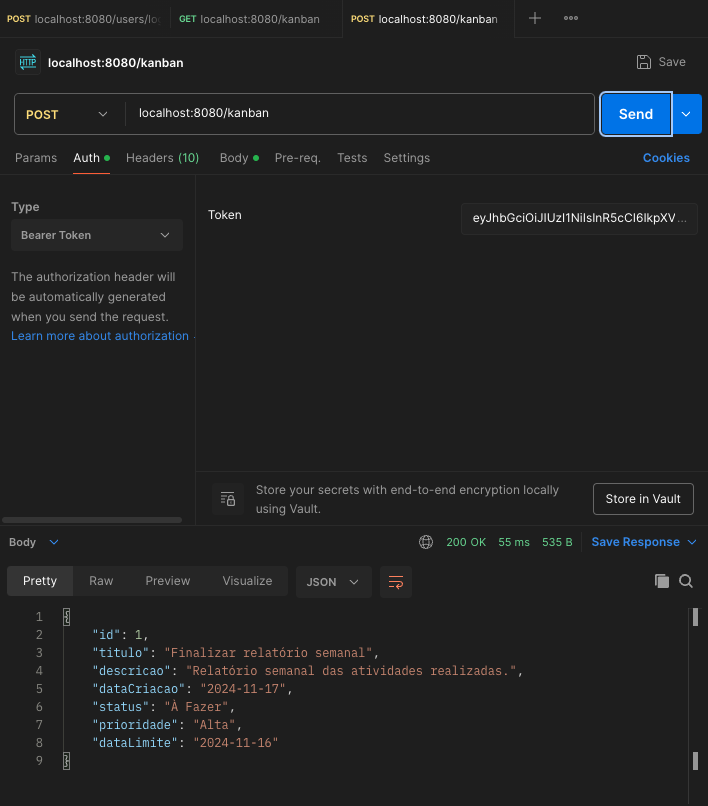 POST localhost:8080/users/lo
GET localhost:8080/kanban
POST localhost:8080/kanban
HTTP localhost:8080/kanban
Save
POST localhost:8080/kanban
Send
Params Auth Headers (10) Body Pre-req. Tests Settings
Cookies
Type
Bearer Token
The authorization header will
be automatically generated
when you send the request.
Learn more about authorization
Token
eyJhbGciOiJIUzI1NiIsInR5cCI6IkpXV...
Store your secrets with end-to-end encryption locally
using Vault.
Store in Vault
Body
200 OK 55 ms 535 B
Save Response
Pretty Raw Preview Visualize JSON
1 {
2 "id": 1,
3 "titulo": "Finalizar relatório semanal",
4 "descricao": "Relatório semanal das atividades realizadas.",
5 "dataCriacao": "2024-11-17",
6 "status": "À Fazer",
7 "prioridade": "Alta",
8 "dataLimite": "2024-11-16"
9 }